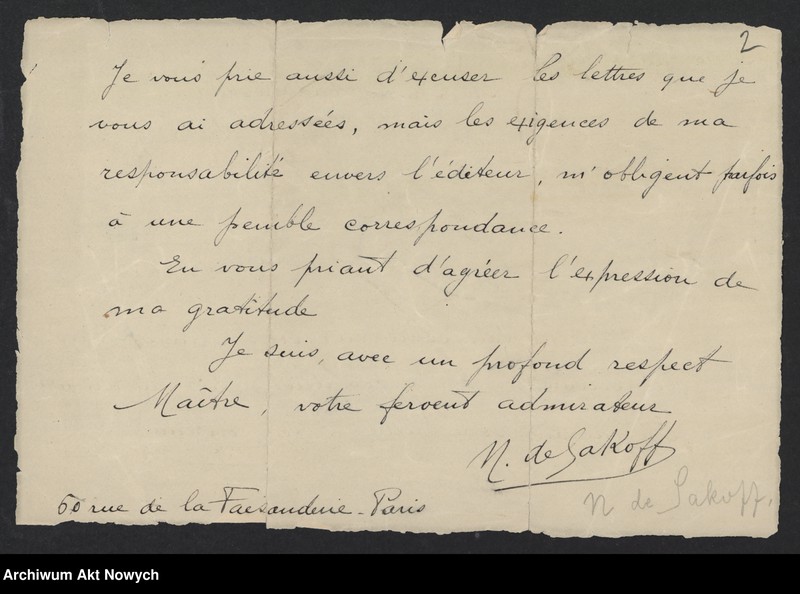 2
Je vous prie aussi d'excuser les lettres que je
vous ai adressées, mais les exigences de ma
responsabilité envers l'éditeur, m'obligent parfois
à une penible correspondance.
En vous priant d'agréer l'expression de
ma gratitude
Je suis, avec un profond respect
Maître, votre fervent admirateur
N. de Sakoff
N de Sakoff.
60 rue de la Faisanderie - Paris
Archiwum Akt Nowych